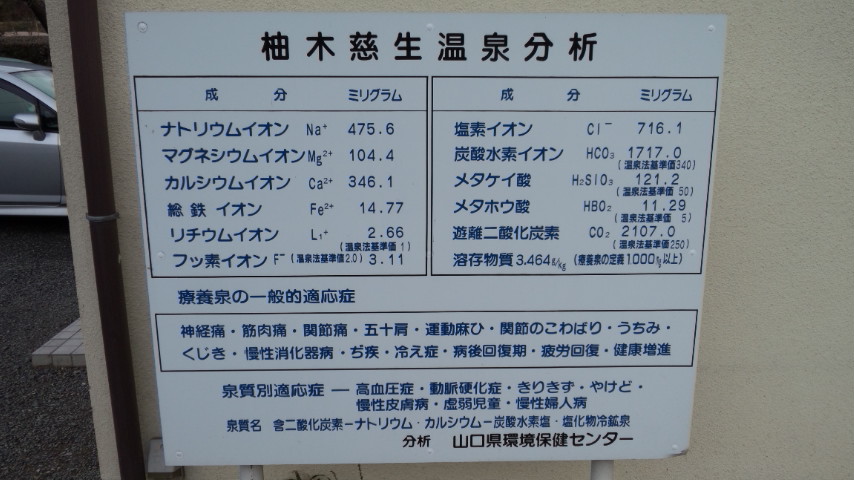 柚木慈生温泉分析
成分 ミリグラム
ナトリウムイオン Na⁺ 475.6
マグネシウムイオン Mg²⁺ 104.4
カルシウムイオン Ca²⁺ 346.1
総鉄イオン Fe²⁺ 14.77
リチウムイオン L₁⁺ 2.66
(温泉法基準値1)
フッ素イオン F⁻ (温泉法基準値2.0) 3.11
成分 ミリグラム
塩素イオン Cl⁻ 716.1
炭酸水素イオン HCO₃ 1717.0
(温泉法基準値340)
メタケイ酸 H₂SIO₃ 121.2
(温泉法基準値 50)
メタホウ酸 HBO₂ 11.29
(温泉法基準値 5)
遊離二酸化炭素 CO₂ 2107.0
(温泉法基準値250)
溶存物質 3.464g/kg (療養泉の定義1000㎎以上)
療養泉の一般的適応症
神経痛・筋肉痛・関節痛・五十肩・運動麻ひ・関節のこわばり・うちみ・
くじき・慢性消化器病・ぢ疾・冷え症・病後回復期・疲労回復・健康増進
泉質別適応症 ― 高血圧症・動脈硬化症・きりきず・やけど・
慢性皮膚病・虚弱児童・慢性婦人病
泉質名 含二酸化炭素−ナトリウム・カルシウム−炭酸水素塩・塩化物冷鉱泉
分析 山口県環境保健センター